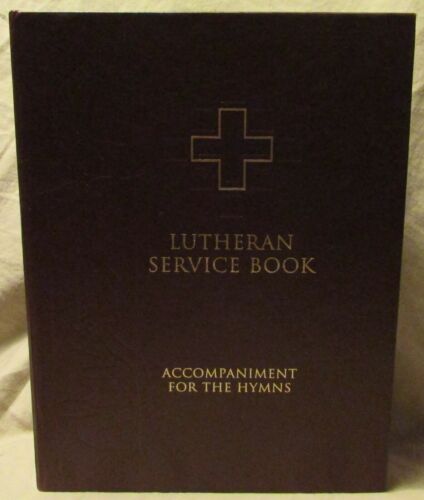 LUTHERAN
SERVICE BOOK
ACCOMPANIMENT
FOR THE HYMNS